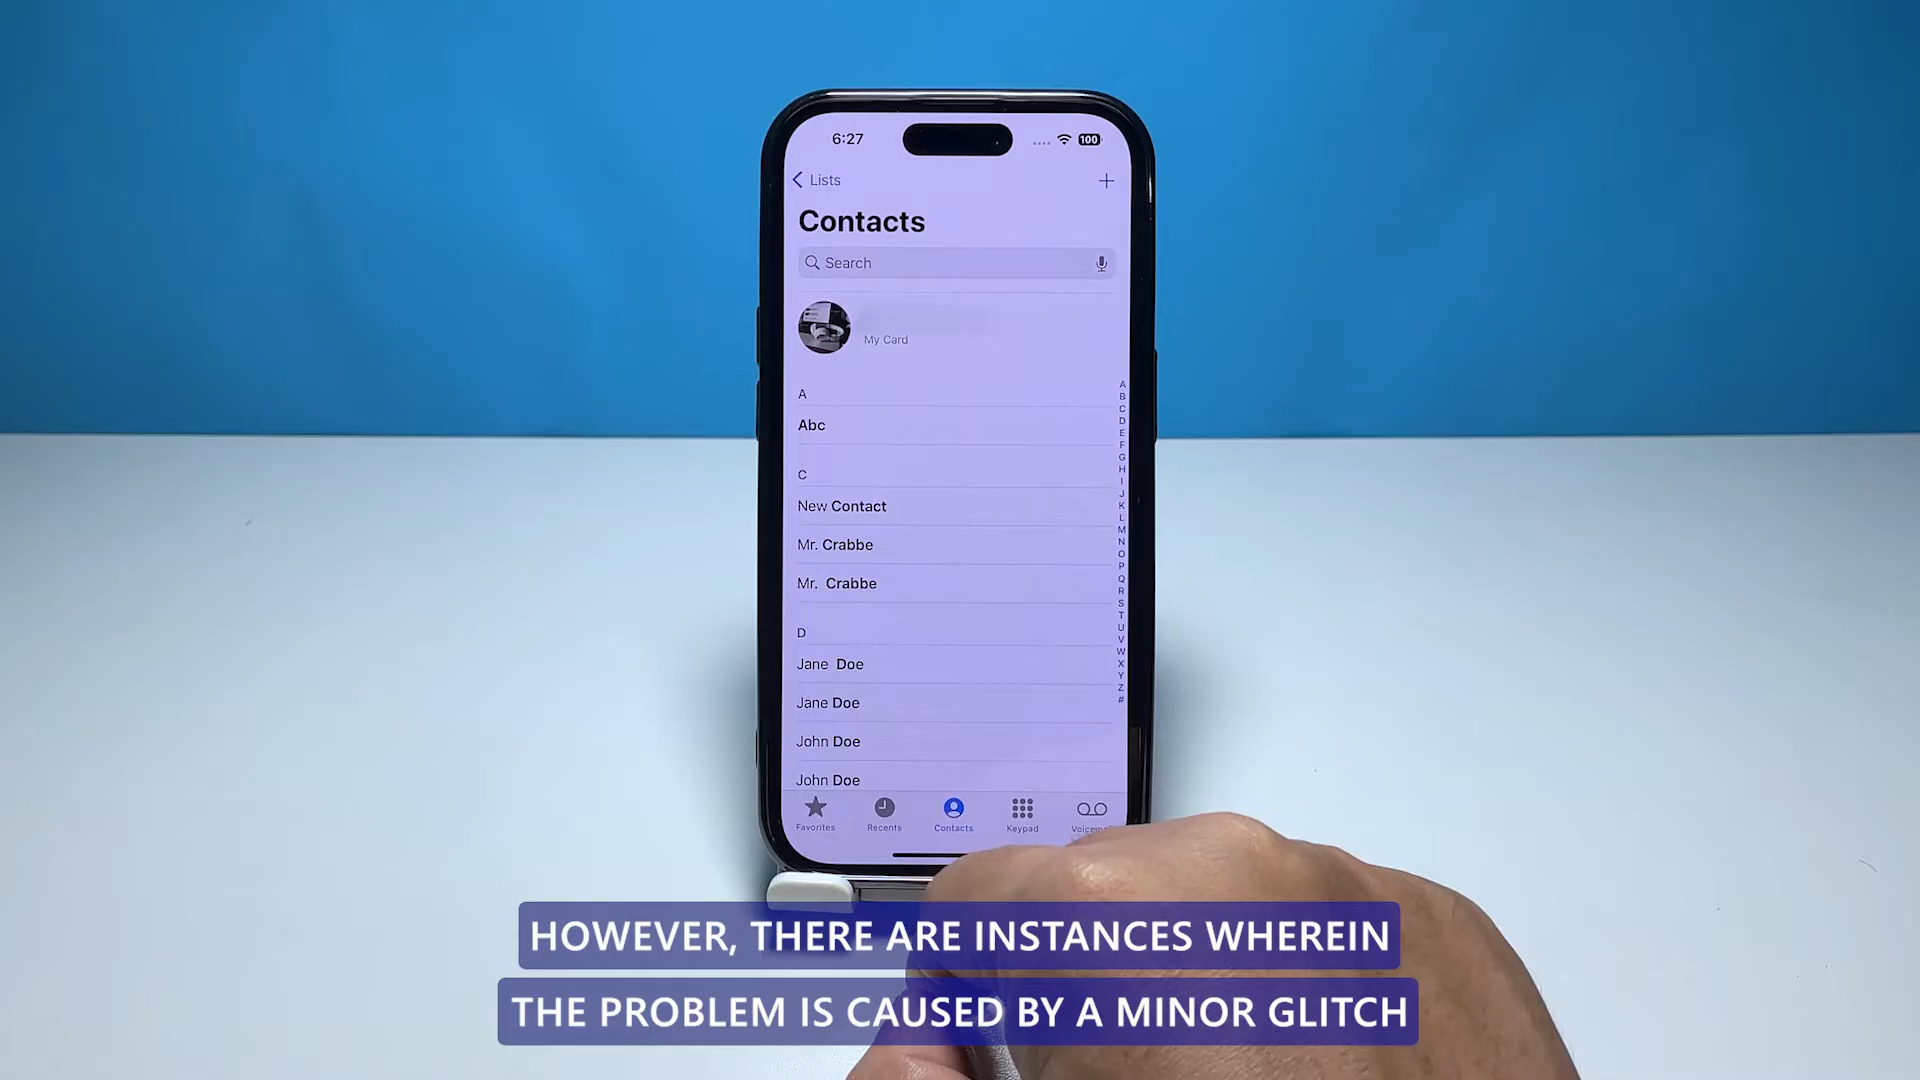 6:27
100
Lists
Contacts
Search
My Card
A
Abc
C
New Contact
Mr. Crabbe
Mr. Crabbe
D
Jane Doe
Jane Doe
John Doe
John Doe
A
B
C
D
E
F
G
H
I
J
K
L
M
N
O
P
Q
R
S
T
U
V
W
X
Y
Z
#
Favorites
Recents
Contacts
Keypad
HOWEVER, THERE ARE INSTANCES WHEREIN
THE PROBLEM IS CAUSED BY A MINOR GLITCH